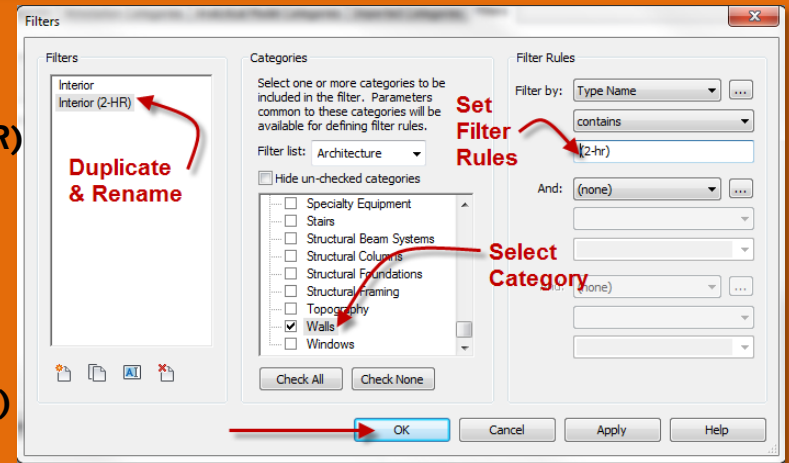 Filters
Filters
Interior
Interior (2-HR)
Duplicate
& Rename
Categories
Select one or more categories to be
included in the filter. Parameters
common to these categories will be
available for defining filter rules.
Filter list: Architecture
Hide un-checked categories
Specialty Equipment
Stairs
Structural Beam Systems
Structural Columns
Structural Foundations
Structural Framing
Topography
Walls
Windows
Check All
Check None
Select
Category
Filter Rules
Filter by: Type Name ...
contains
(2-hr)
Set
Filter
Rules
And: (none) ...
And: (none) ...
R)
)
OK
Cancel
Apply
Help